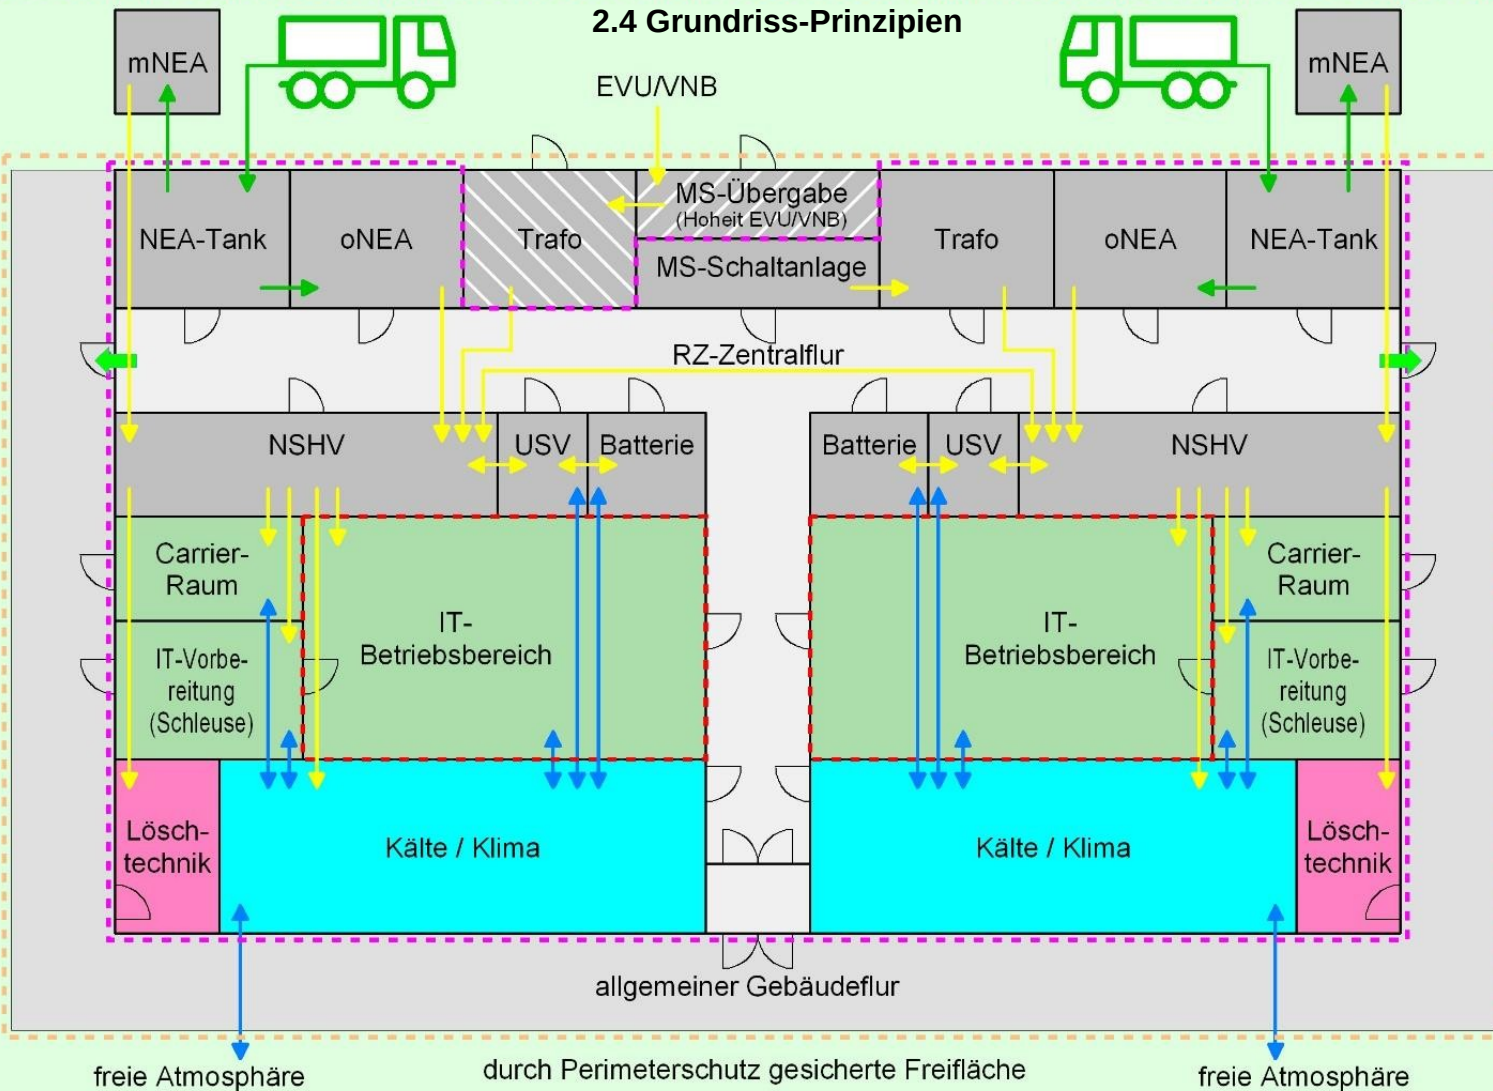 2.4 Grundriss-Prinzipien
mNEA
mNEA
EVU/VNB
NEA-Tank
oNEA
Trafo
MS-Übergabe
(Hoheit EVU/VNB)
MS-Schaltanlage
Trafo
oNEA
NEA-Tank
RZ-Zentralflur
NSHV
USV
Batterie
Batterie
USV
NSHV
Carrier-
Raum
IT-
Betriebsbereich
IT-Vorbe-
reitung
(Schleuse)
IT-
Betriebsbereich
Carrier-
Raum
IT-Vorbe-
reitung
(Schleuse)
Lösch-
technik
Kälte / Klima
Kälte / Klima
Lösch-
technik
allgemeiner Gebäudeflur
freie Atmosphäre
durch Perimeterschutz gesicherte Freifläche
freie Atmosphäre